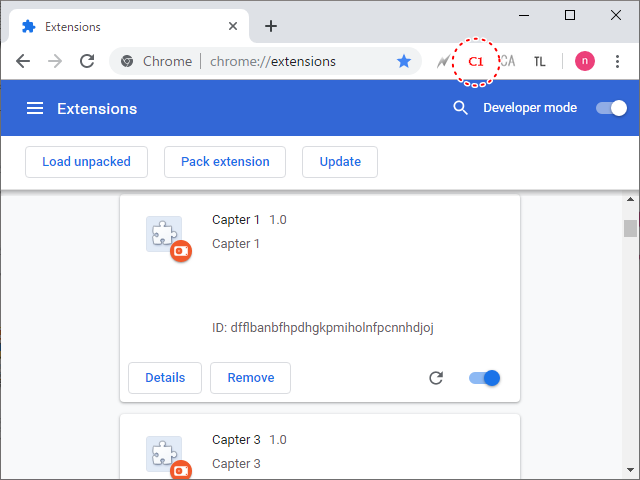 Extensions
Chrome | chrome://extensions
C1
CA
TL
n
Extensions
Developer mode
Load unpacked
Pack extension
Update
Capter 1 1.0
Capter 1
ID: dfflbanbfhpdhgkpmiholnfpcnnhdjoj
Details
Remove
Capter 3 1.0
Capter 3